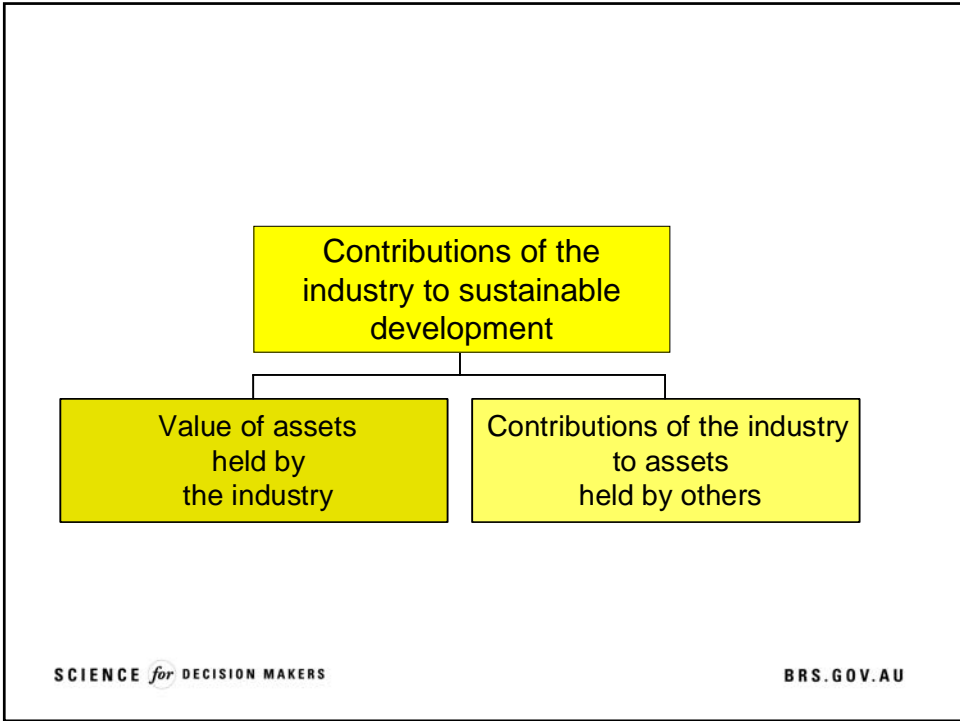 Contributions of the
industry to sustainable
development
Value of assets
held by
the industry
Contributions of the industry
to assets
held by others
SCIENCE for DECISION MAKERS
BRS.GOV.AU